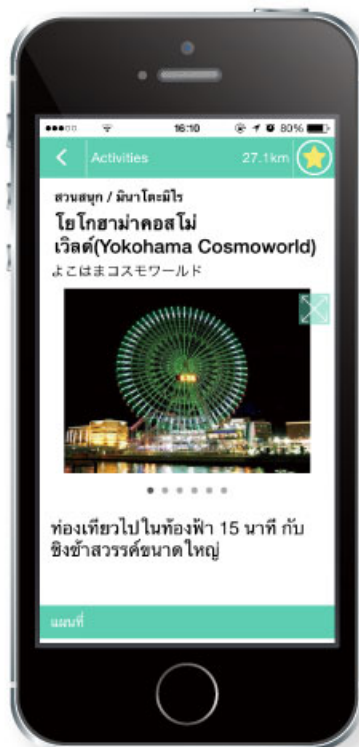 16:10 80%
Activities 27.1km
สวนสนุก / มินาโตะมิไร
โยโกฮาม่าคอสโม่
เวิลด์(Yokohama Cosmoworld)
よこはまコスモワールド
ท่องเที่ยวไปในท้องฟ้า 15 นาที กับ
ชิงช้าสวรรค์ขนาดใหญ่
แผนที่